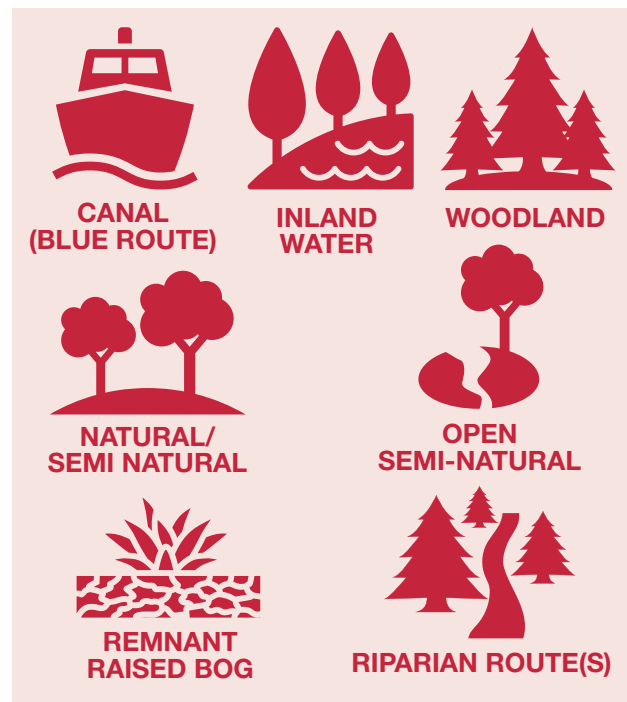 CANAL
(BLUE ROUTE)
INLAND
WATER
WOODLAND
NATURAL/
SEMI NATURAL
OPEN
SEMI-NATURAL
REMNANT
RAISED BOG
RIPARIAN ROUTE(S)